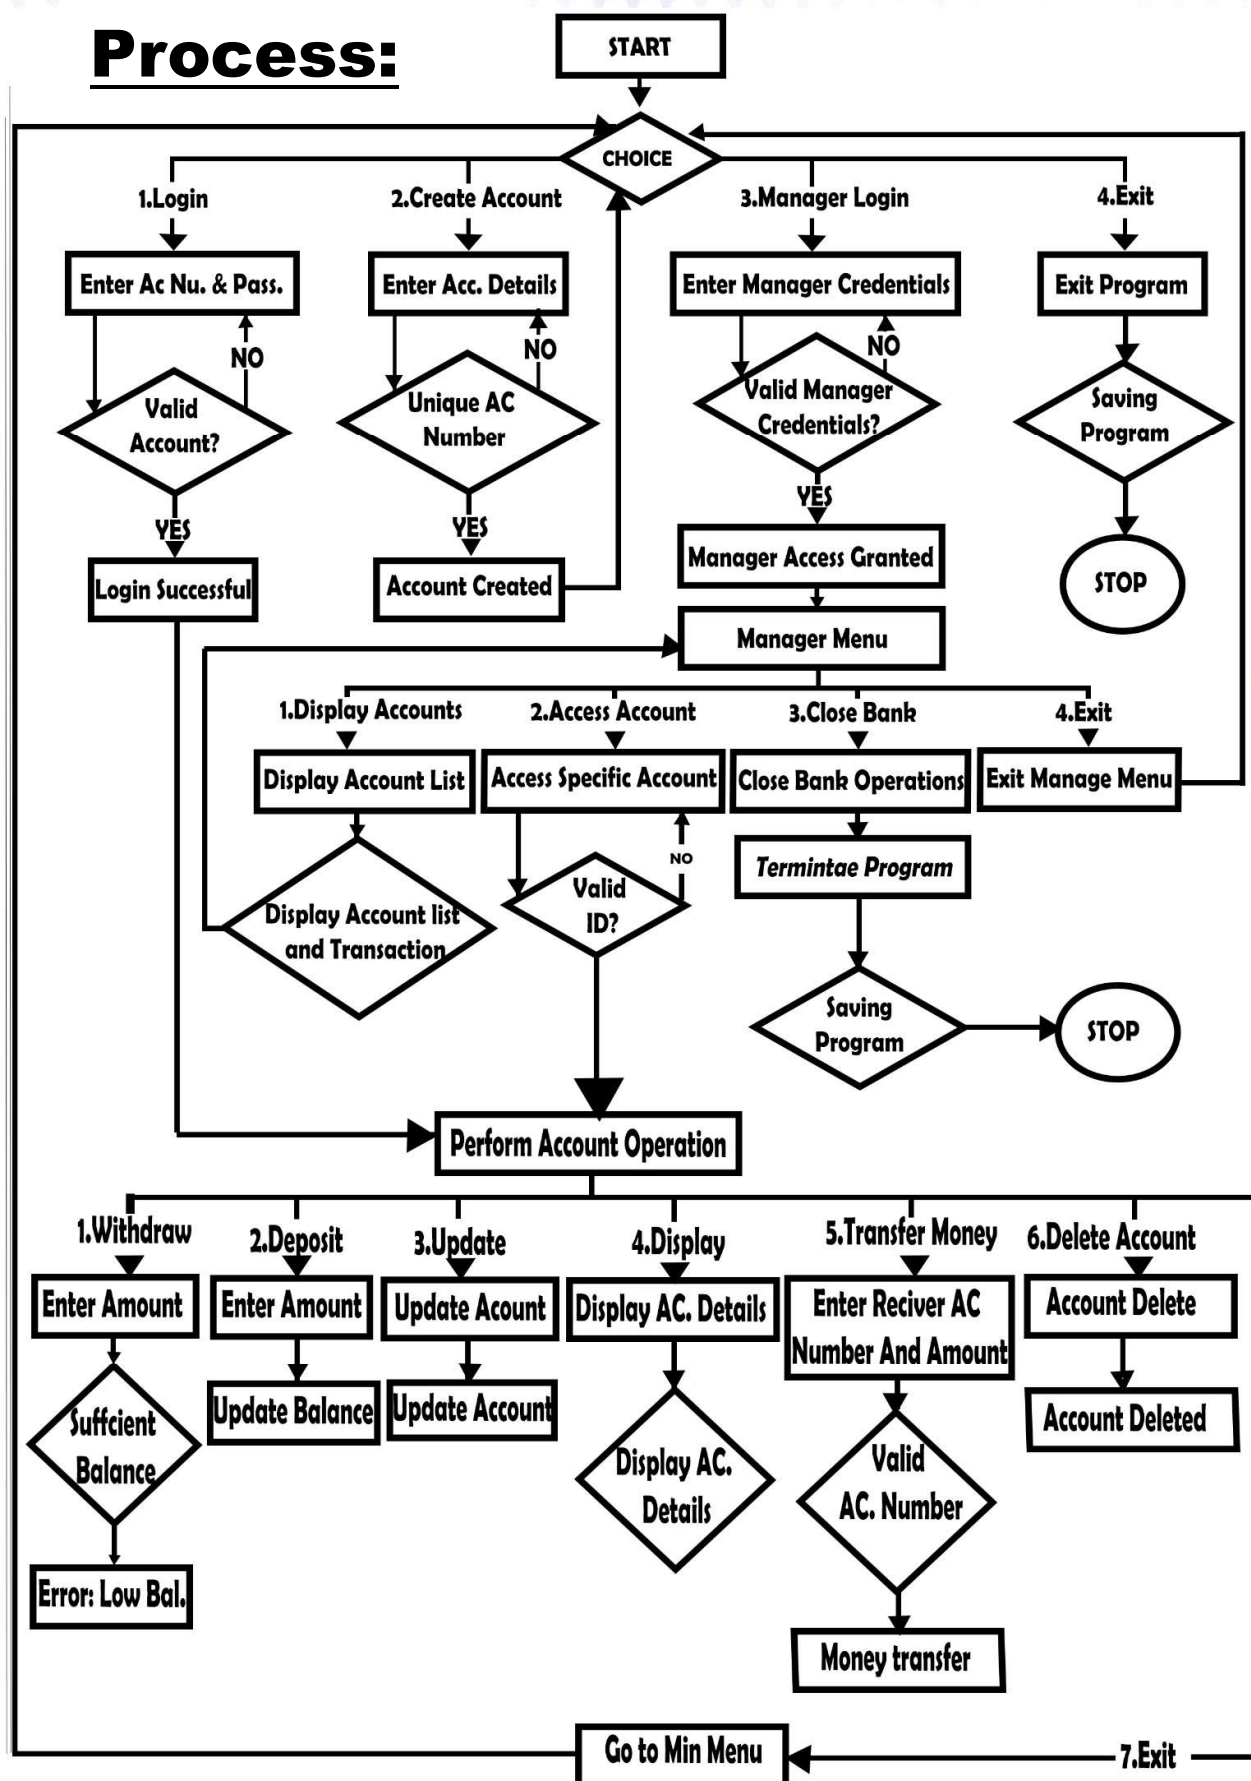 Process:
START
CHOICE
1.Login
2.Create Account
3.Manager Login
4.Exit
Enter Ac Nu. & Pass.
Enter Acc. Details
Enter Manager Credentials
Exit Program
NO
NO
NO
Valid
Account?
Unique AC
Number
Valid Manager
Credentials?
Saving
Program
YES
YES
YES
Login Successful
Account Created
Manager Access Granted
STOP
Manager Menu
1.Display Accounts
2.Access Account
3.Close Bank
4.Exit
Display Account List
Access Specific Account
Close Bank Operations
Exit Manage Menu
NO
Termintae Program
Display Account list
and Transaction
Valid
ID?
Saving
Program
STOP
Perform Account Operation
1.Withdraw
2.Deposit
3.Update
4.Display
5.Transfer Money
6.Delete Account
Enter Amount
Enter Amount
Update Acount
Display AC. Details
Enter Reciver AC
Number And Amount
Account Delete
Suffcient
Balance
Update Balance
Update Account
Display AC.
Details
Valid
AC. Number
Account Deleted
Error: Low Bal.
Money transfer
Go to Min Menu
7.Exit